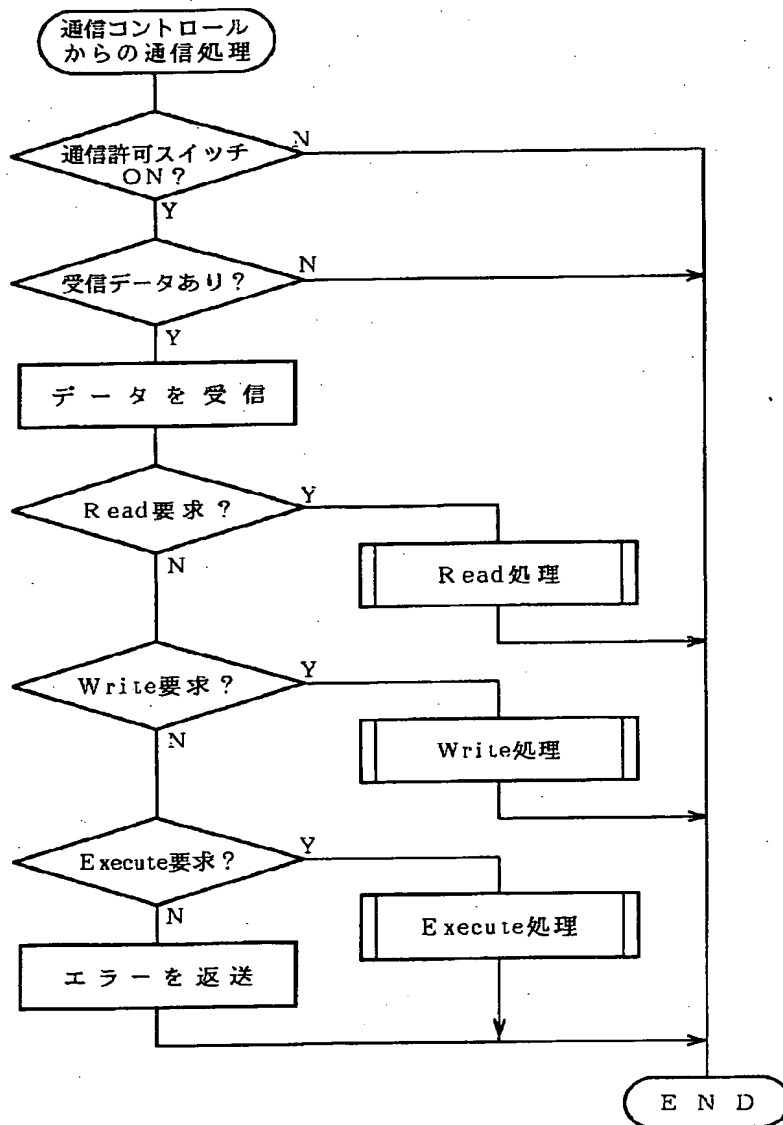 通信コントロール
からの通信処理
通信許可スイッチ
ON？
N
Y
受信データあり？
N
Y
データを受信
Read要求？
Y
N
Read処理
Write要求？
Y
N
Write処理
Execute要求？
Y
N
Execute処理
エラーを返送
END